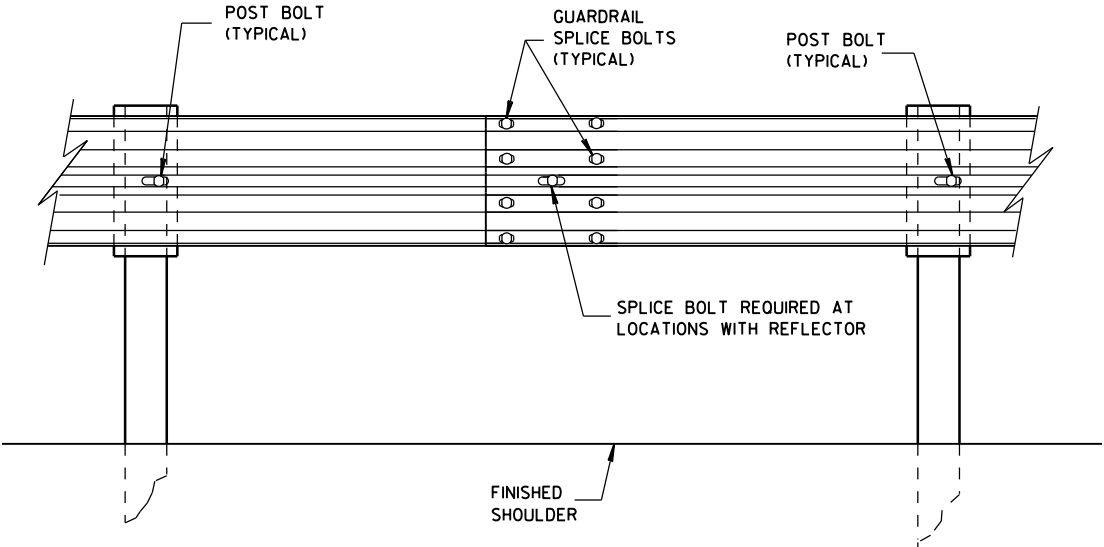 POST BOLT
(TYPICAL)
GUARDRAIL
SPLICE BOLTS
(TYPICAL)
POST BOLT
(TYPICAL)
SPLICE BOLT REQUIRED AT
LOCATIONS WITH REFLECTOR
FINISHED
SHOULDER